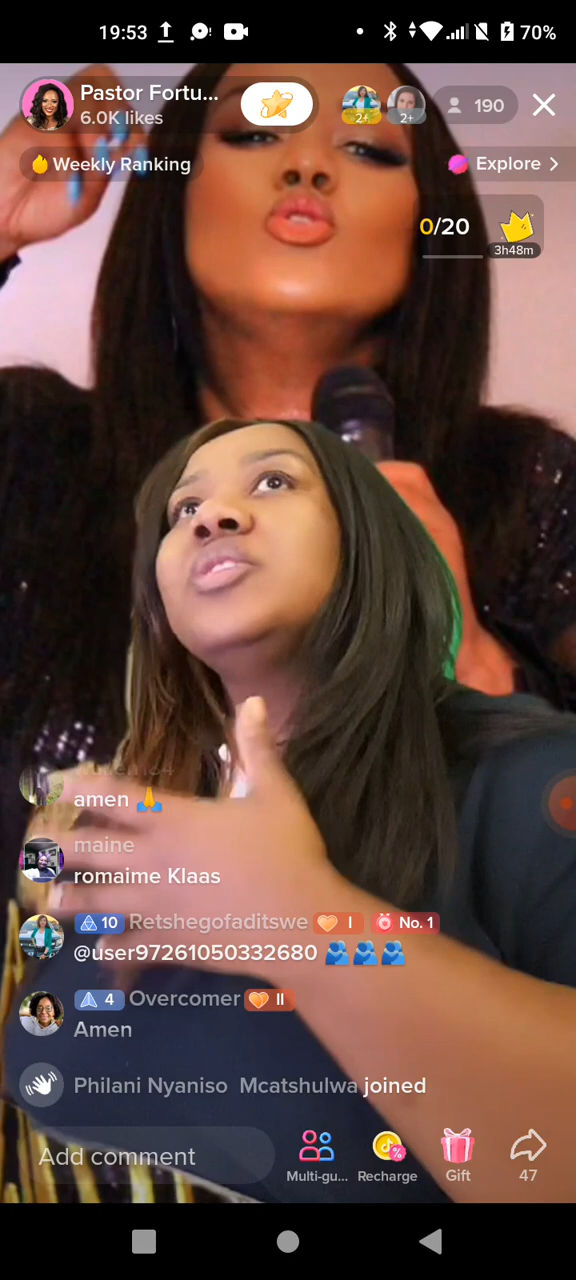 19:53
70%
Pastor Fortu...
6.0K likes
2+
2+
190
Weekly Ranking
Explore >
0/20
3h48m
amen 🙏
maine
romaime Klaas
10 Retshegofaditswe I No. 1
@user97261050332680 🫂🫂🫂
4 Overcomer II
Amen
Philani Nyaniso Mcatshulwa joined
Add comment
Multi-gu...
Recharge
Gift
47